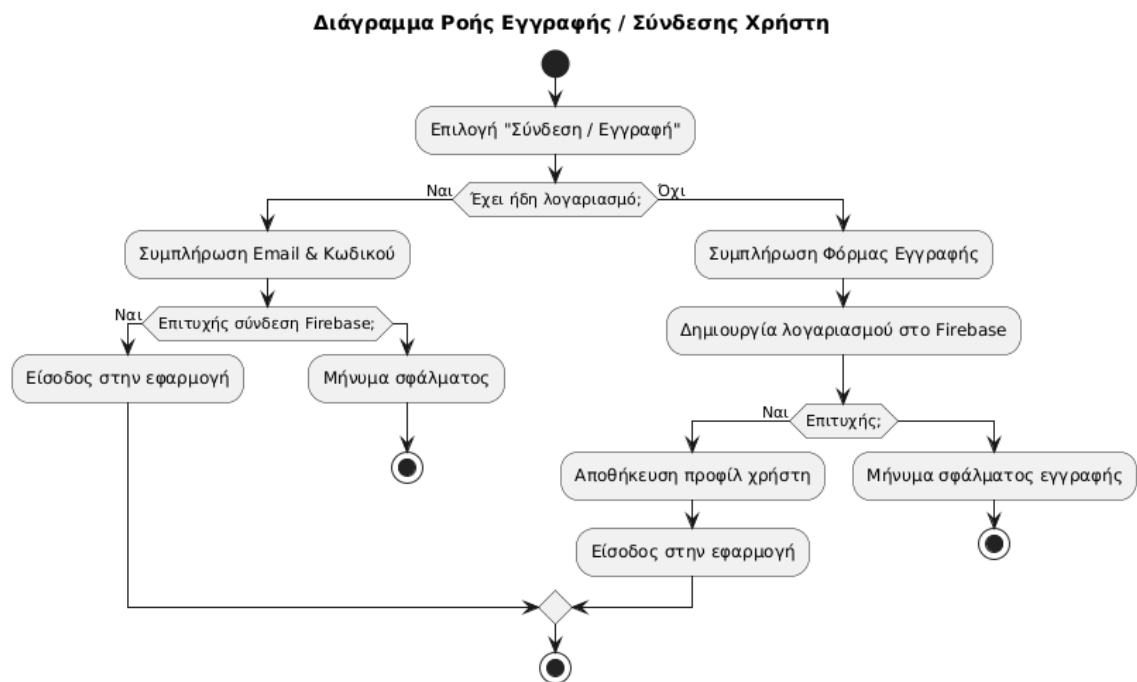 Διάγραμμα Ροής Εγγραφής / Σύνδεσης Χρήστη
Επιλογή "Σύνδεση / Εγγραφή"
Ναι
Έχει ήδη λογαριασμό;
Όχι
Συμπλήρωση Email & Κωδικού
Συμπλήρωση Φόρμας Εγγραφής
Ναι
Επιτυχής σύνδεση Firebase;
Δημιουργία λογαριασμού στο Firebase
Είσοδος στην εφαρμογή
Μήνυμα σφάλματος
Ναι
Επιτυχής;
Αποθήκευση προφίλ χρήστη
Μήνυμα σφάλματος εγγραφής
Είσοδος στην εφαρμογή